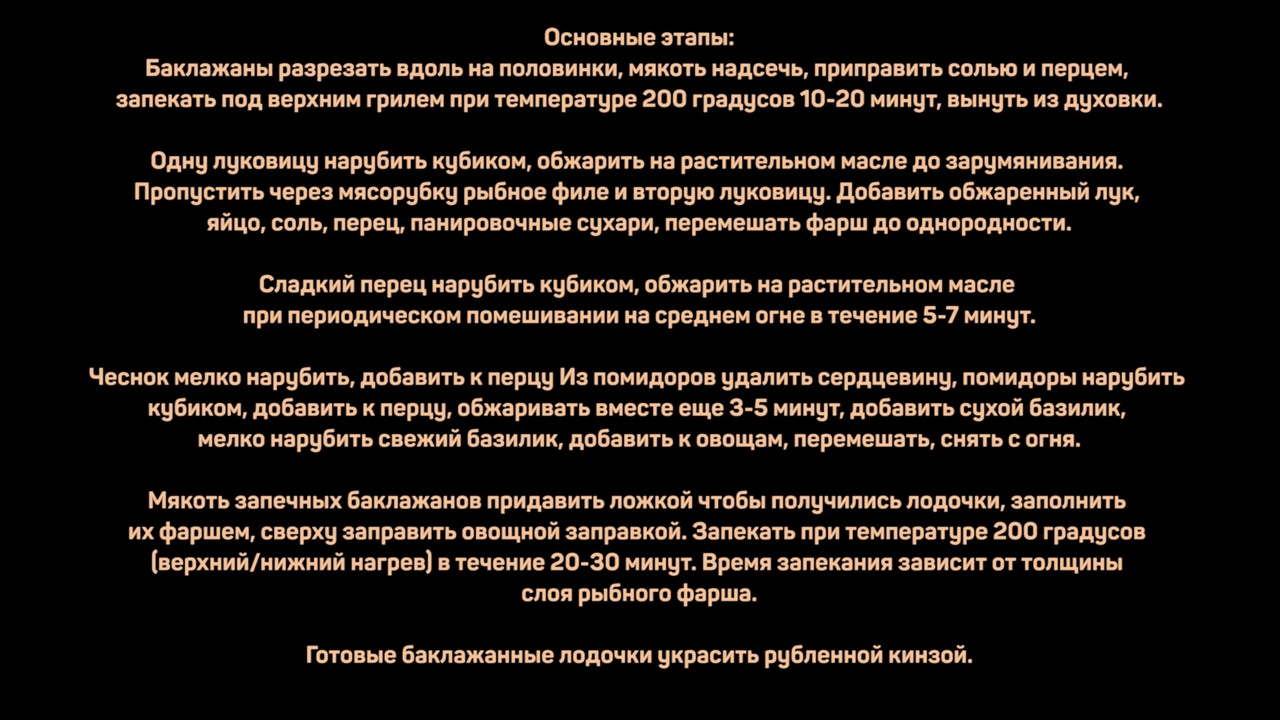 Основные этапы:
Баклажаны разрезать вдоль на половинки, мякоть надсечь, приправить солью и перцем,
запекать под верхним грилем при температуре 200 градусов 10-20 минут, вынуть из духовки.
Одну луковицу нарубить кубиком, обжарить на растительном масле до зарумянивания.
Пропустить через мясорубку рыбное филе и вторую луковицу. Добавить обжаренный лук,
яйцо, соль, перец, панировочные сухари, перемешать фарш до однородности.
Сладкий перец нарубить кубиком, обжарить на растительном масле
при периодическом помешивании на среднем огне в течение 5-7 минут.
Чеснок мелко нарубить, добавить к перцу Из помидоров удалить сердцевину, помидоры нарубить
кубиком, добавить к перцу, обжаривать вместе еще 3-5 минут, добавить сухой базилик,
мелко нарубить свежий базилик, добавить к овощам, перемешать, снять с огня.
Мякоть запечных баклажанов придавить ложкой чтобы получились лодочки, заполнить
их фаршем, сверху заправить овощной заправкой. Запекать при температуре 200 градусов
(верхний/нижний нагрев) в течение 20-30 минут. Время запекания зависит от толщины
слоя рыбного фарша.
Готовые баклажанные лодочки украсить рубленной кинзой.